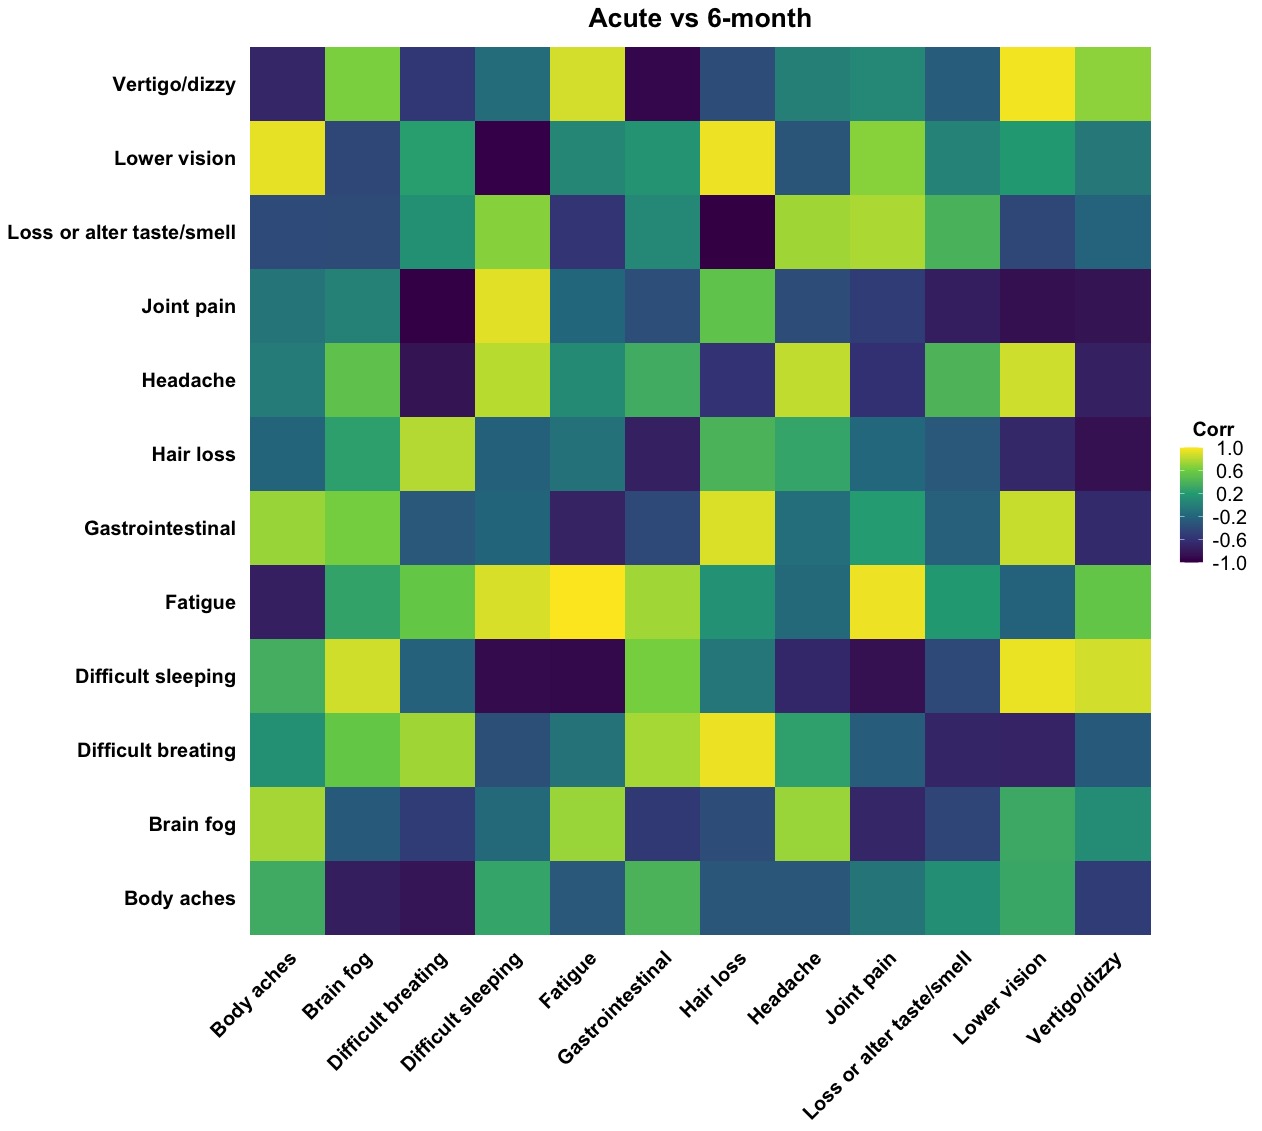 Acute vs 6-month
Vertigo/dizzy
Lower vision
Loss or alter taste/smell
Joint pain
Headache
Hair loss
Gastrointestinal
Fatigue
Difficult sleeping
Difficult breating
Brain fog
Body aches
Corr
1.0
0.6
0.2
-0.2
-0.6
-1.0
Body aches
Brain fog
Difficult breating
Difficult sleeping
Fatigue
Gastrointestinal
Hair loss
Headache
Joint pain
Loss or alter taste/smell
Lower vision
Vertigo/dizzy